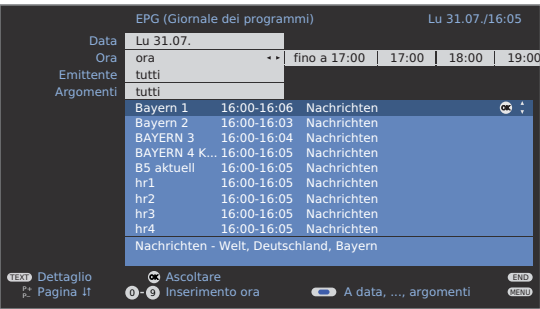 EPG (Giornale dei programmi) Lu 31.07./16:05
Data Lu 31.07.
Ora ora fino a 17:00 17:00 18:00 19:00
Emittente tutti
Argomenti tutti
Bayern 1 16:00-16:06 Nachrichten OK
Bayern 2 16:00-16:03 Nachrichten
BAYERN 3 16:00-16:04 Nachrichten
BAYERN 4 K... 16:00-16:05 Nachrichten
B5 aktuell 16:00-16:05 Nachrichten
hr1 16:00-16:05 Nachrichten
hr2 16:00-16:05 Nachrichten
hr3 16:00-16:05 Nachrichten
hr4 16:00-16:05 Nachrichten
Nachrichten - Welt, Deutschland, Bayern
TEXT Dettaglio OK Ascoltare END
P+ P- Pagina ↓↑ 0-9 Inserimento ora A data, ..., argomenti MENU